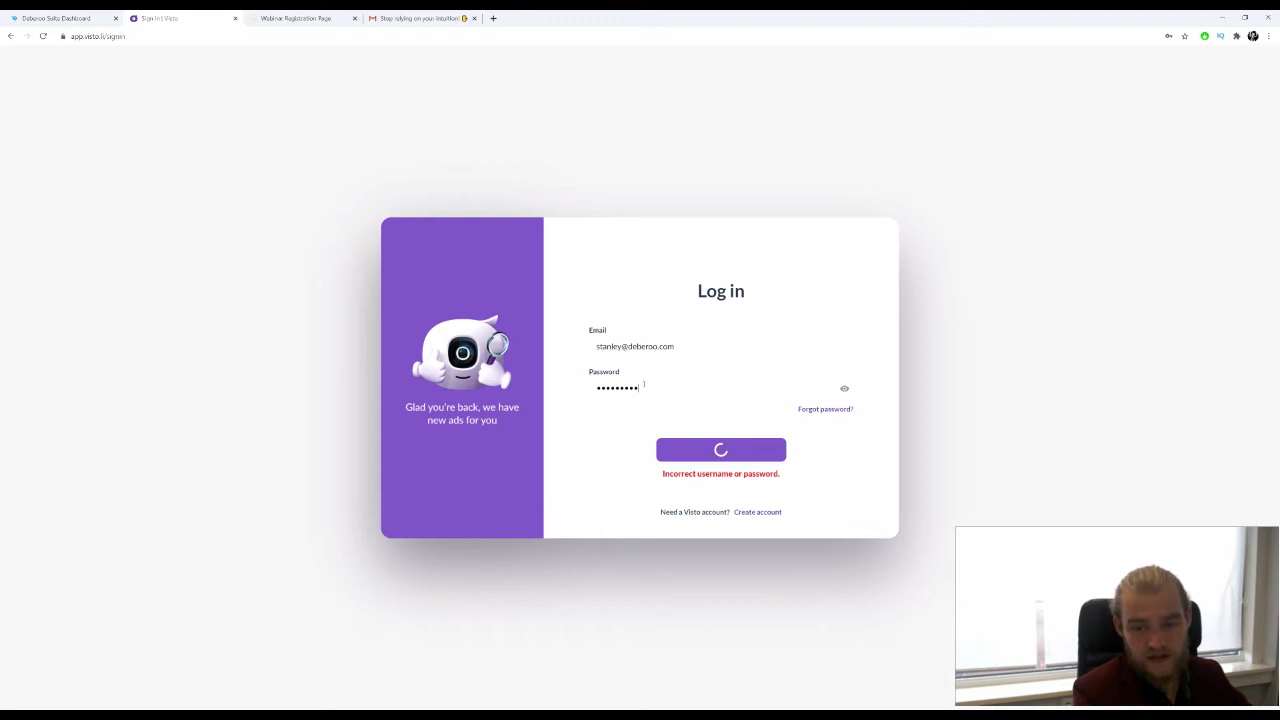 Deberoo Suite Dashboard
Sign In | Visto
Webinar Registration Page
Stop relying on your intuition!
app.visto.li/signin
IQ
Log in
Email
stanley@deberoo.com
Password
Forgot password?
Glad you're back, we have
new ads for you
Incorrect username or password.
Need a Visto account? Create account